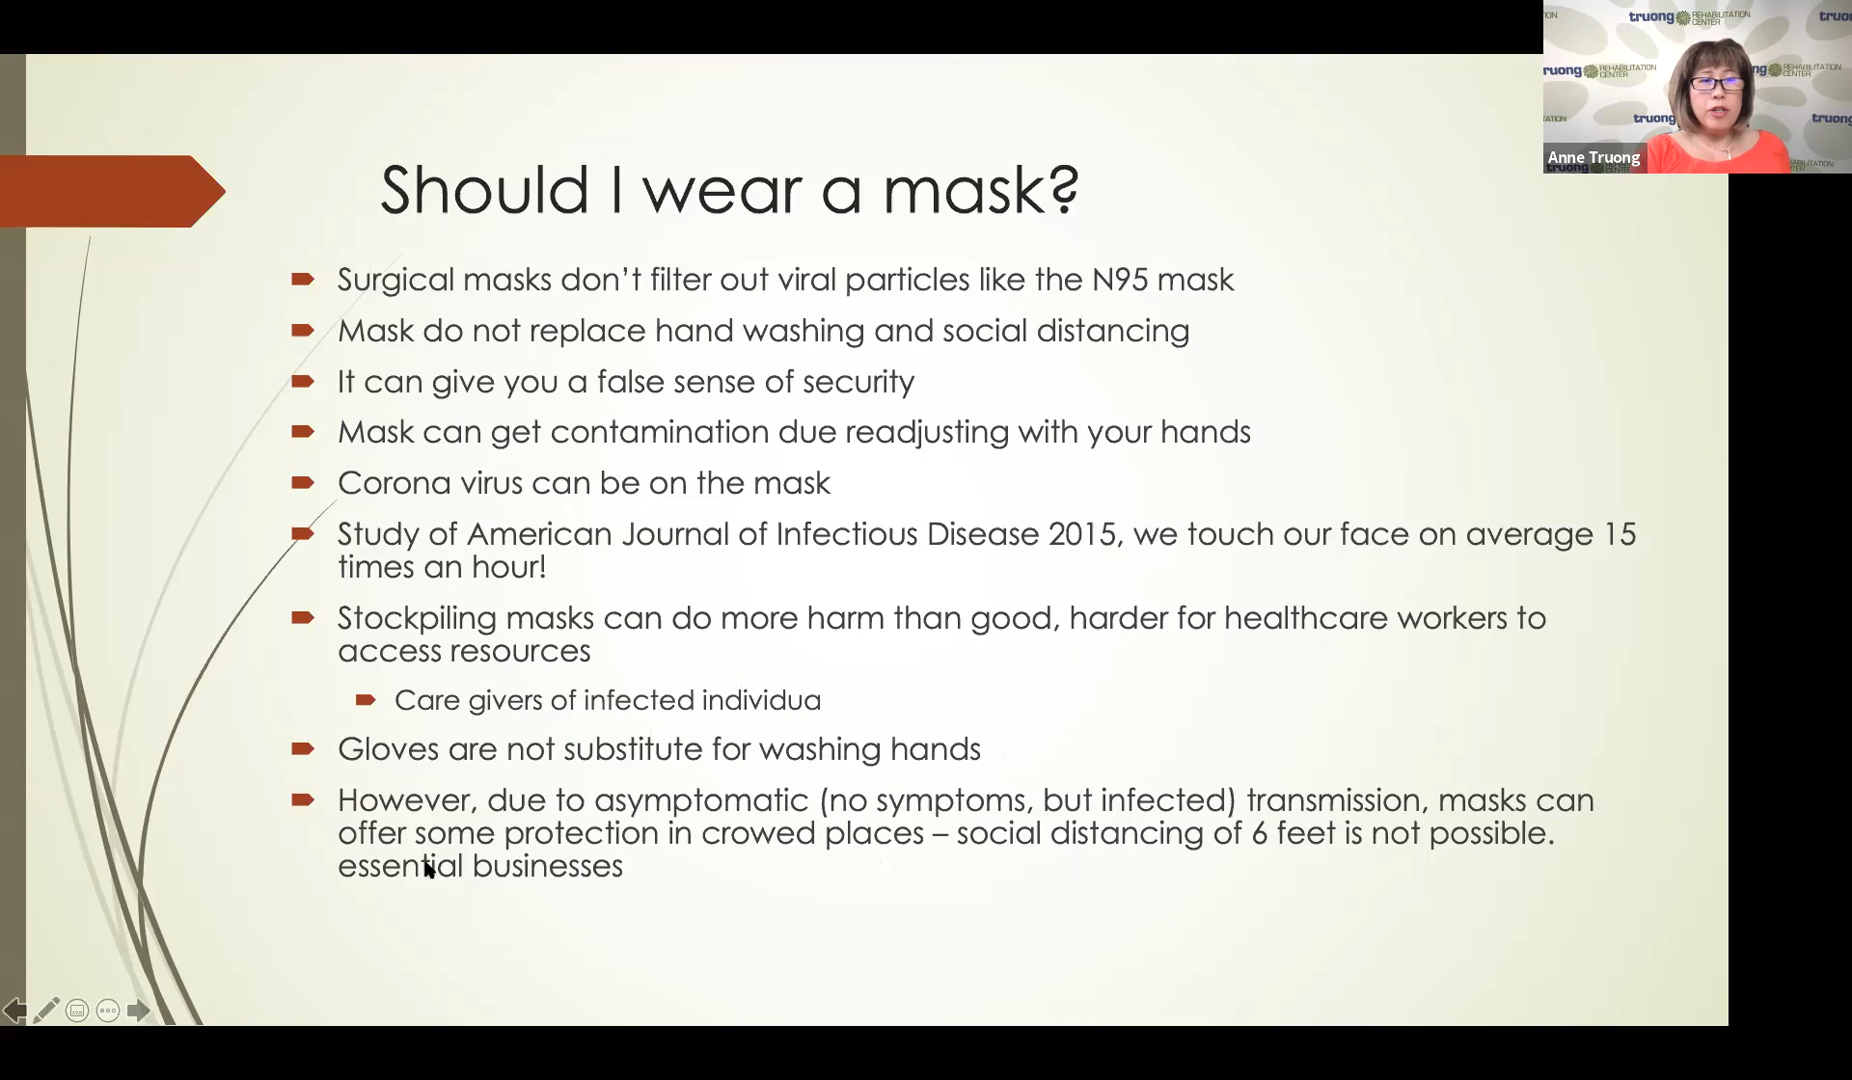 Should I wear a mask?
Surgical masks don't filter out viral particles like the N95 mask
Mask do not replace hand washing and social distancing
It can give you a false sense of security
Mask can get contamination due readjusting with your hands
Corona virus can be on the mask
Study of American Journal of Infectious Disease 2015, we touch our face on average 15
times an hour!
Stockpiling masks can do more harm than good, harder for healthcare workers to
access resources
Care givers of infected individua
Gloves are not substitute for washing hands
However, due to asymptomatic (no symptoms, but infected) transmission, masks can
offer some protection in crowed places – social distancing of 6 feet is not possible.
essential businesses
truong REHABILITATION
CENTER
Anne Truong